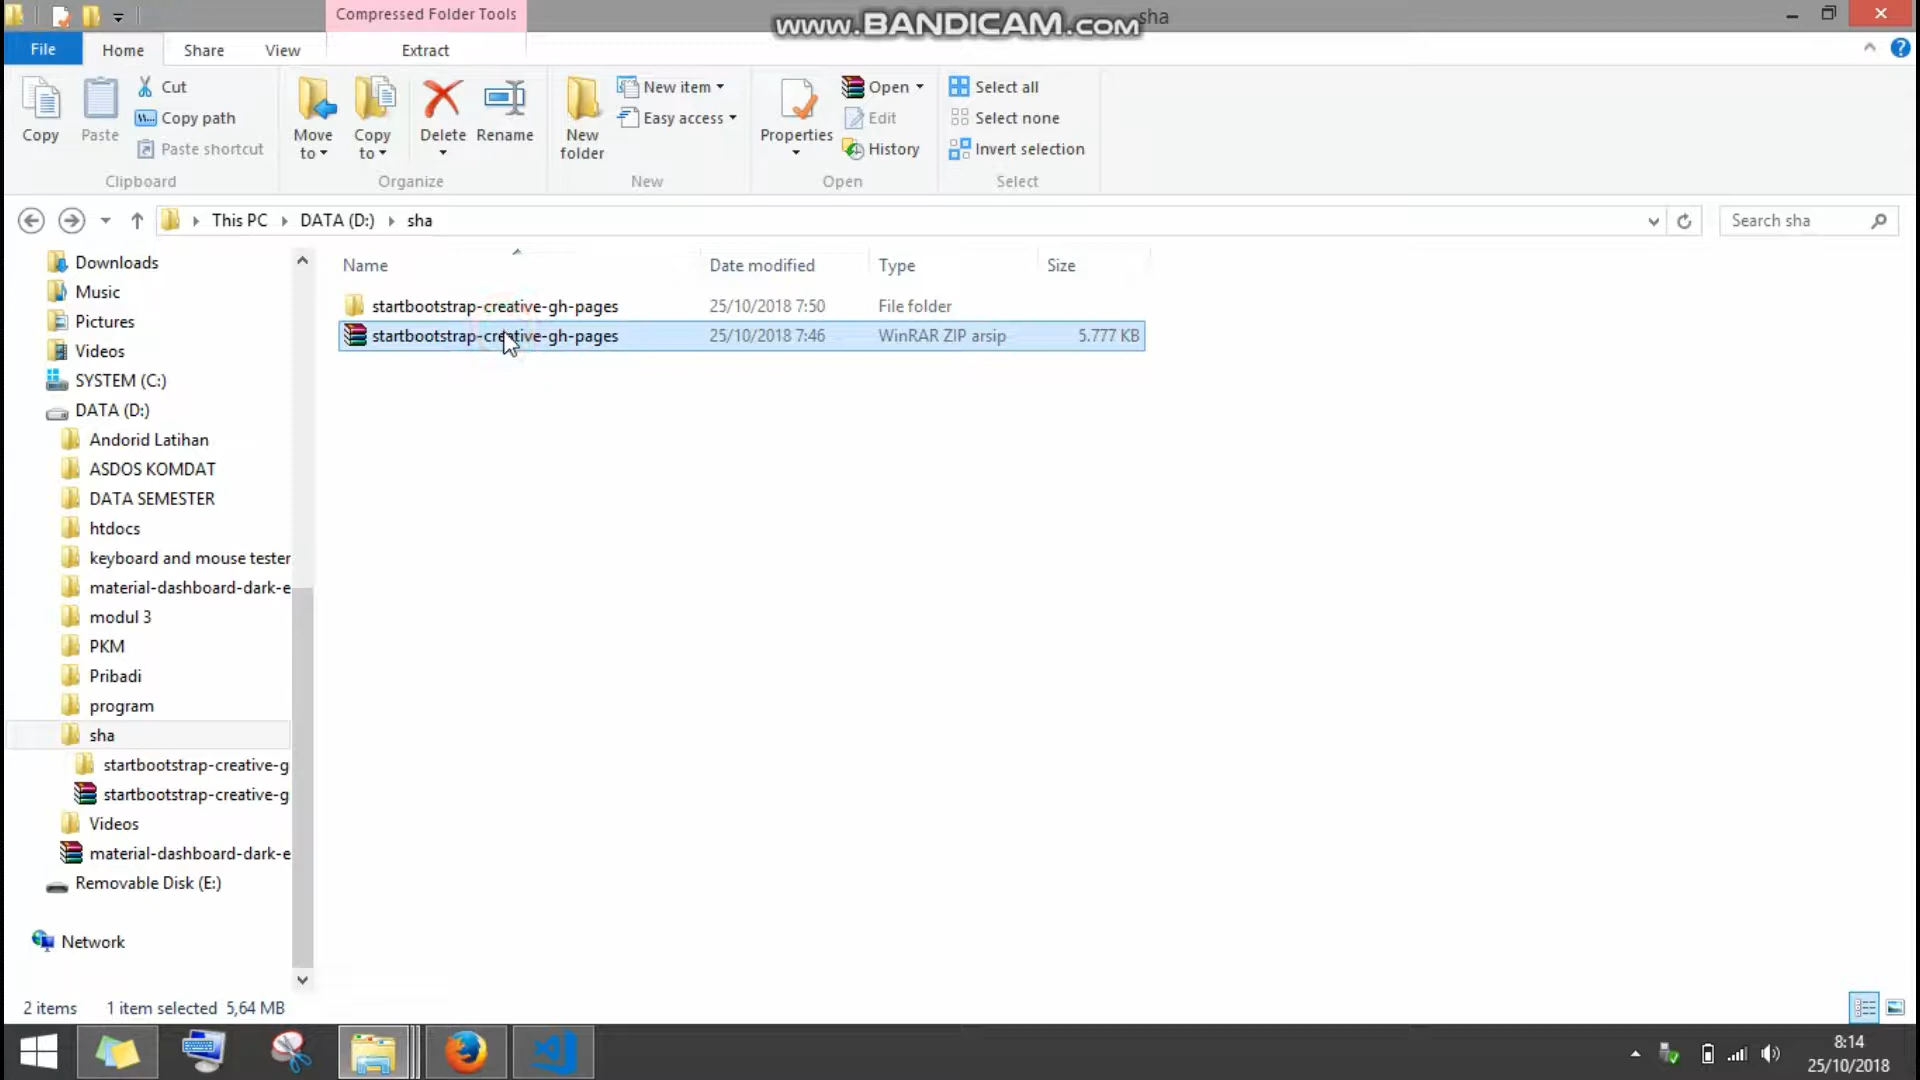 Compressed Folder Tools
www.BANDICAM.com
sha
File
Home
Share
View
Extract
Copy
Paste
Cut
Copy path
Paste shortcut
Clipboard
Move to
Copy to
Delete
Rename
Organize
New folder
New item
Easy access
New
Properties
Open
Edit
History
Open
Select all
Select none
Invert selection
Select
This PC
DATA (D:)
sha
Search sha
Name
Date modified
Type
Size
startbootstrap-creative-gh-pages 25/10/2018 7:50 File folder
startbootstrap-creative-gh-pages 25/10/2018 7:46 WinRAR ZIP arsip 5.777 KB
Downloads
Music
Pictures
Videos
SYSTEM (C:)
DATA (D:)
Andorid Latihan
ASDOS KOMDAT
DATA SEMESTER
htdocs
keyboard and mouse tester
material-dashboard-dark-e
modul 3
PKM
Pribadi
program
sha
startbootstrap-creative-g
startbootstrap-creative-g
Videos
material-dashboard-dark-e
Removable Disk (E:)
Network
2 items 1 item selected 5,64 MB
8:14
25/10/2018